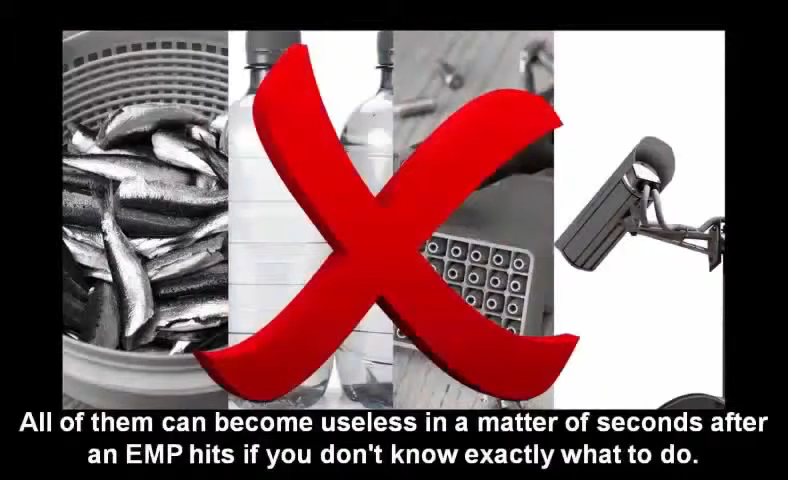 All of them can become useless in a matter of seconds after
an EMP hits if you don't know exactly what to do.